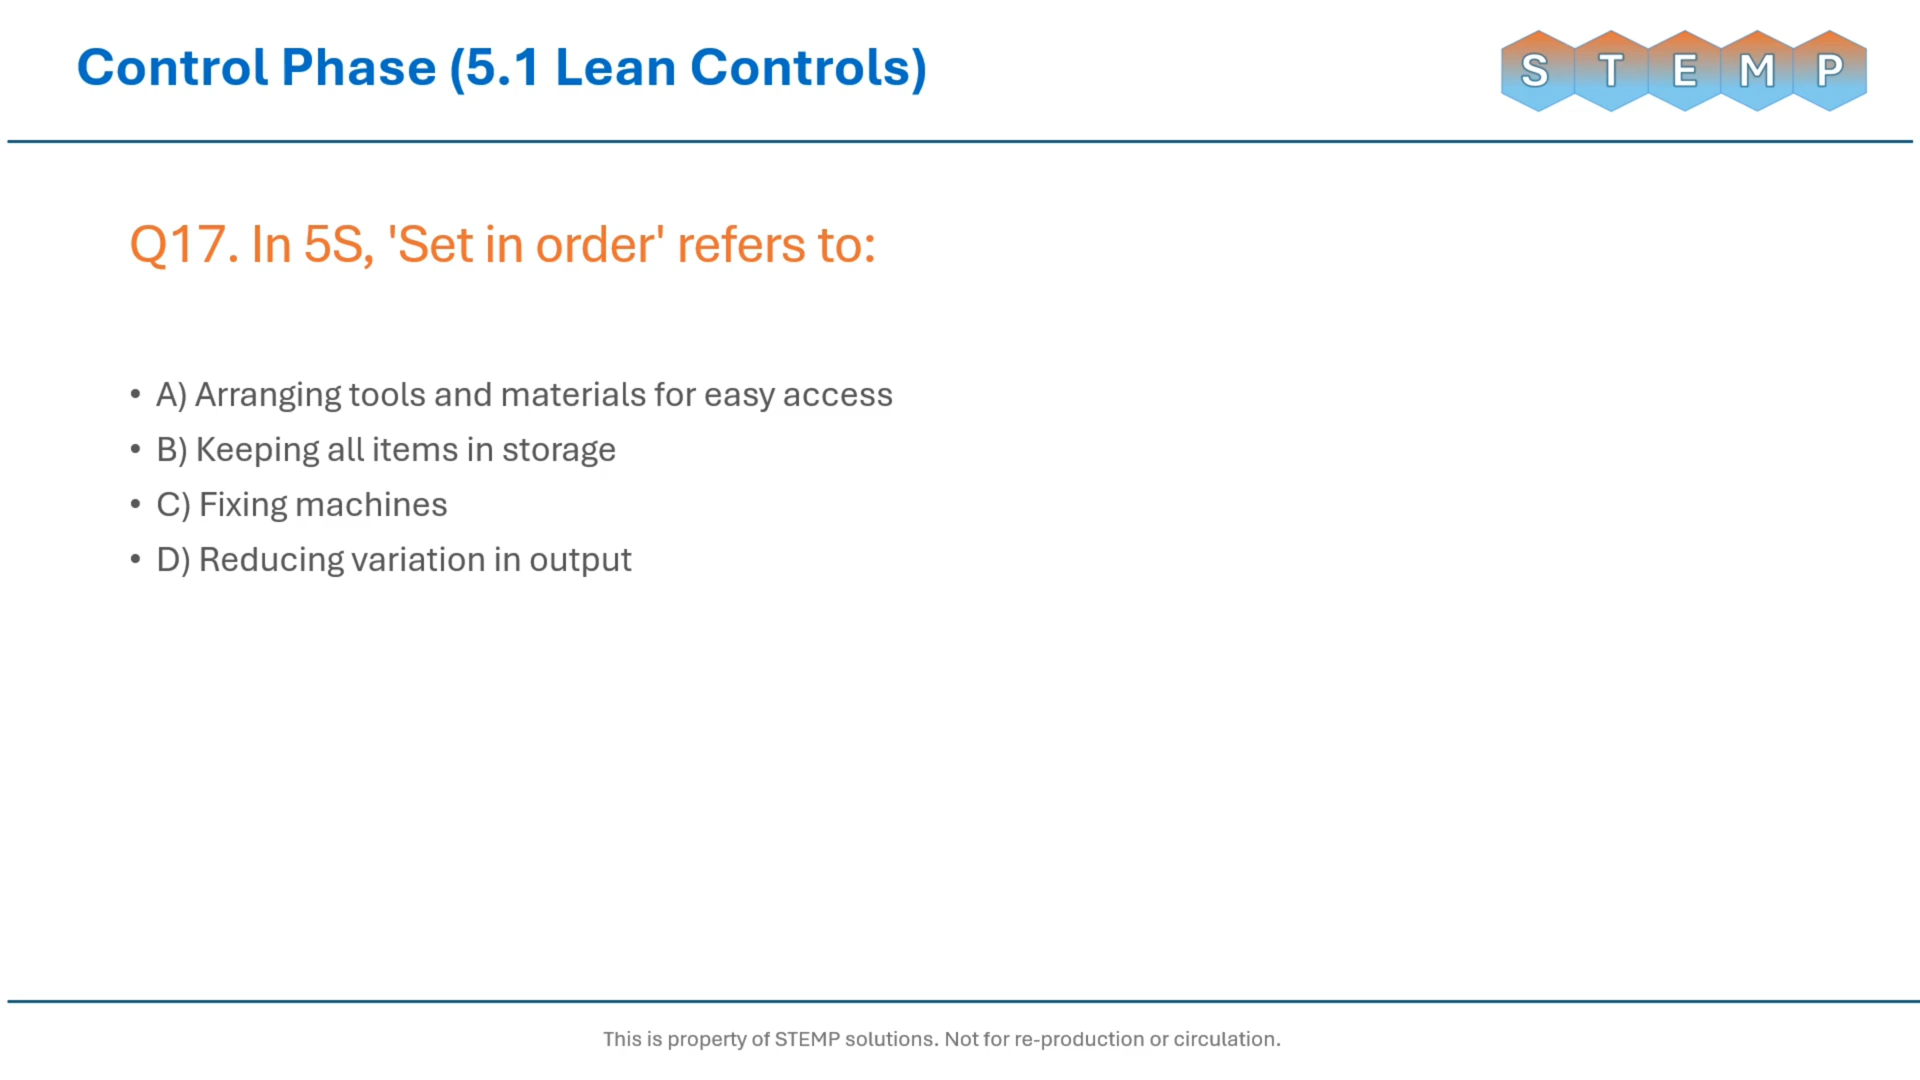 Control Phase (5.1 Lean Controls)
S T E M P
Q17. In 5S, 'Set in order' refers to:
• A) Arranging tools and materials for easy access
• B) Keeping all items in storage
• C) Fixing machines
• D) Reducing variation in output
This is property of STEMP solutions. Not for re-production or circulation.